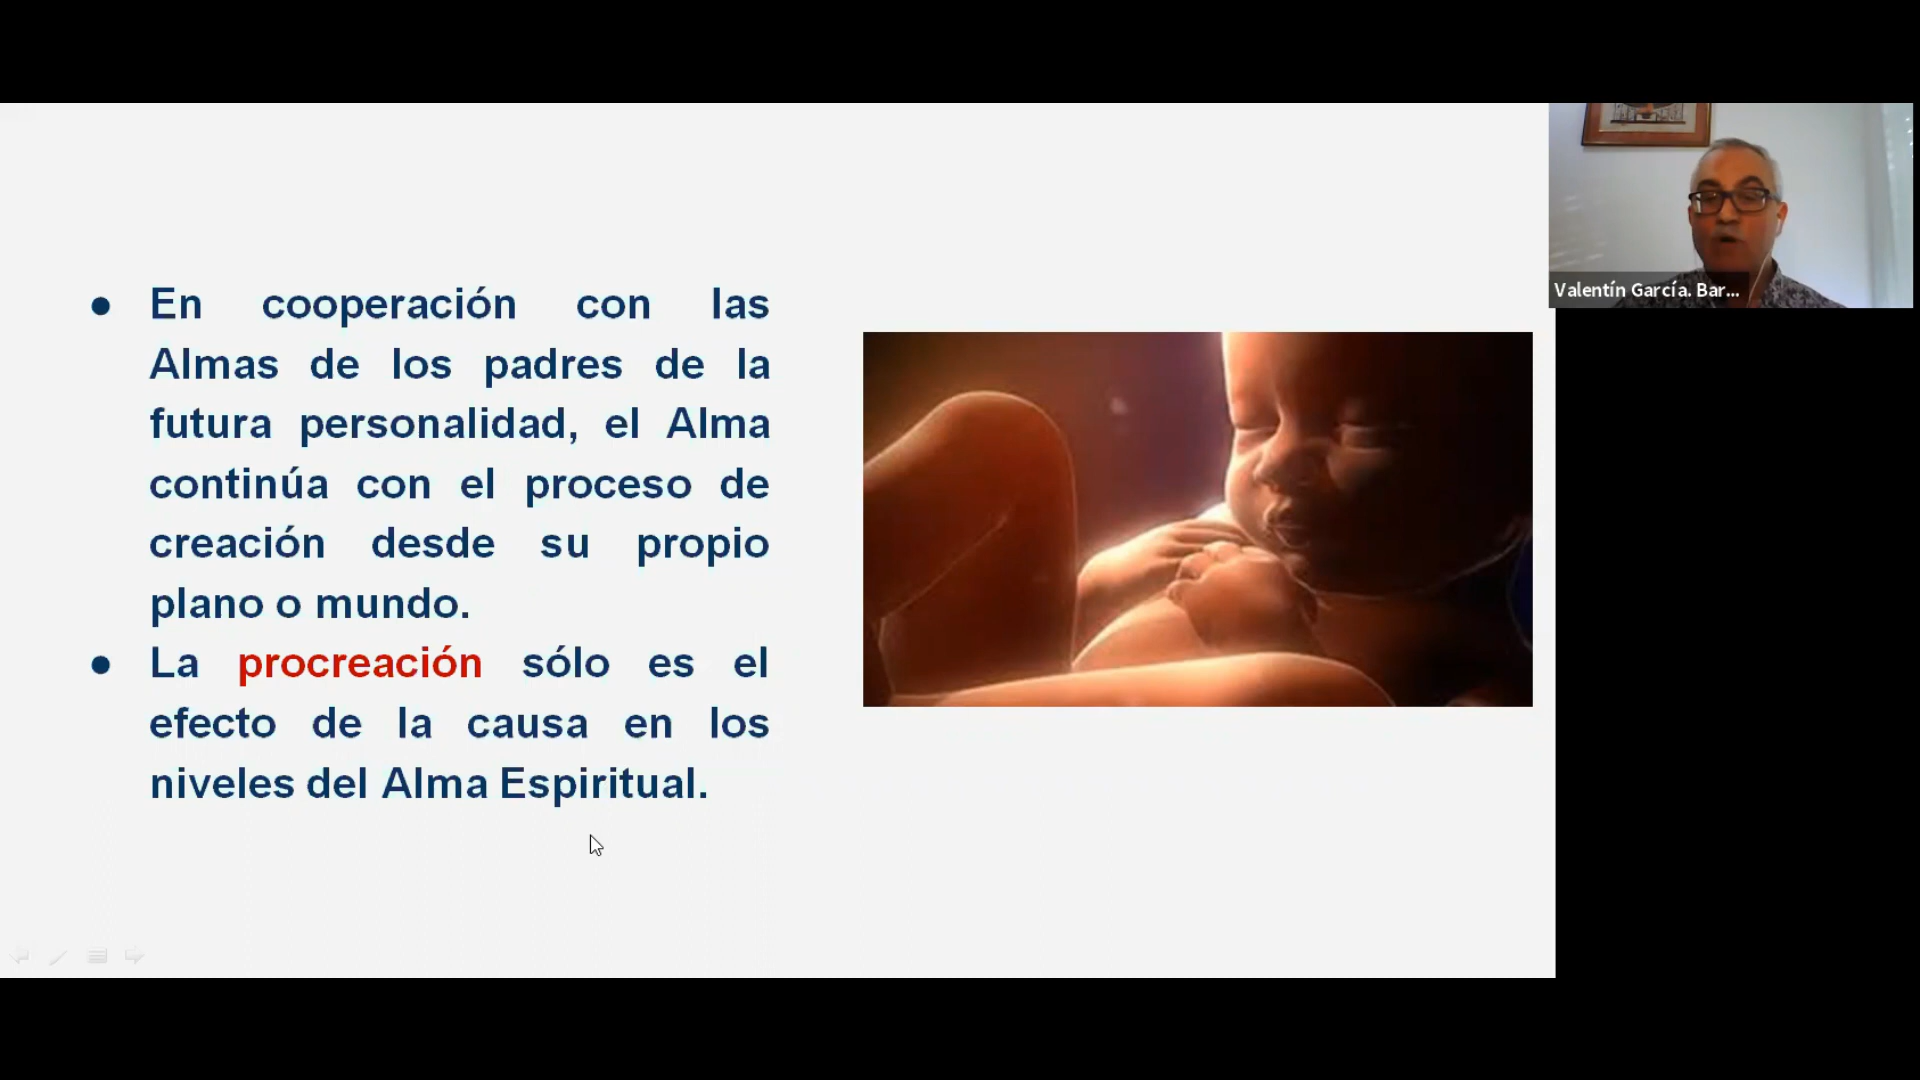 En cooperación con las
Almas de los padres de la
futura personalidad, el Alma
continúa con el proceso de
creación desde su propio
plano o mundo.
La procreación sólo es el
efecto de la causa en los
niveles del Alma Espiritual.
Valentín García. Bar...